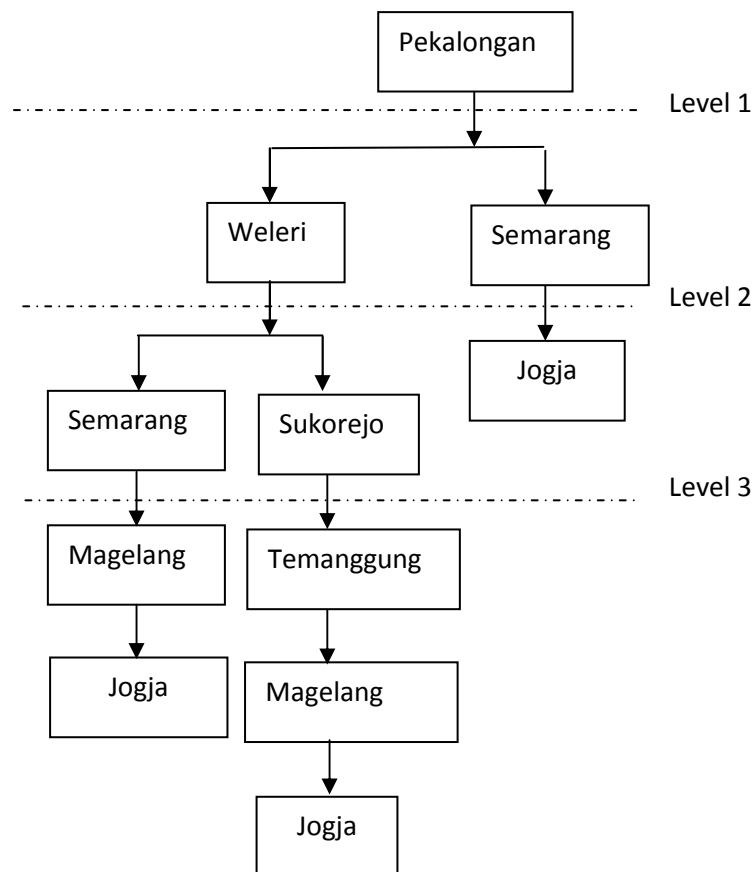 Pekalongan
Level 1
Weleri
Semarang
Level 2
Jogja
Semarang
Sukorejo
Level 3
Magelang
Temanggung
Jogja
Magelang
Jogja